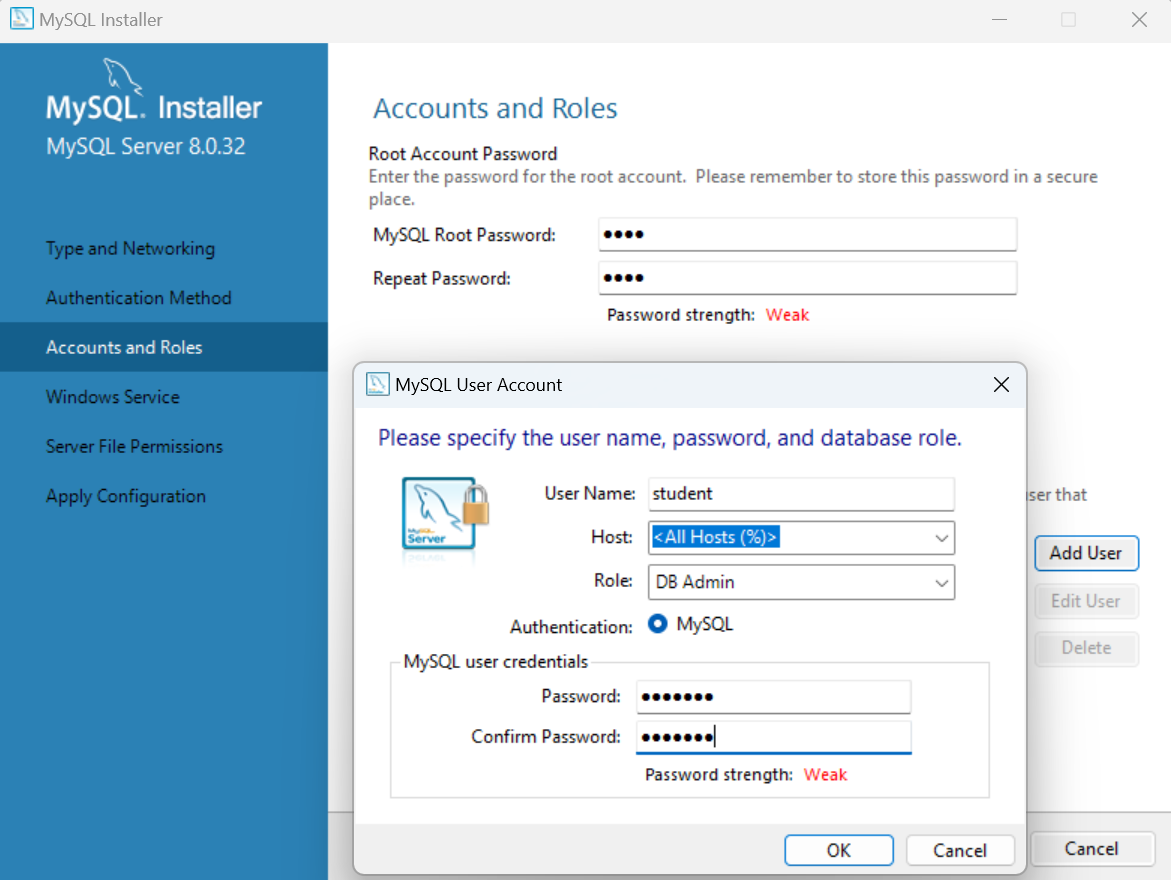 MySQL Installer
MySQL. Installer
MySQL Server 8.0.32
Type and Networking
Authentication Method
Accounts and Roles
Windows Service
Server File Permissions
Apply Configuration
Accounts and Roles
Root Account Password
Enter the password for the root account. Please remember to store this password in a secure
place.
MySQL Root Password: ●●●●
Repeat Password: ●●●●
Password strength: Weak
MySQL User Account
Please specify the user name, password, and database role.
MySQL
Server
User Name: student
Host: <All Hosts (%)>
Role: DB Admin
Authentication: MySQL
MySQL user credentials
Password: ●●●●●●●
Confirm Password: ●●●●●●●
Password strength: Weak
OK
Cancel
that
Add User
Edit User
Delete
Cancel